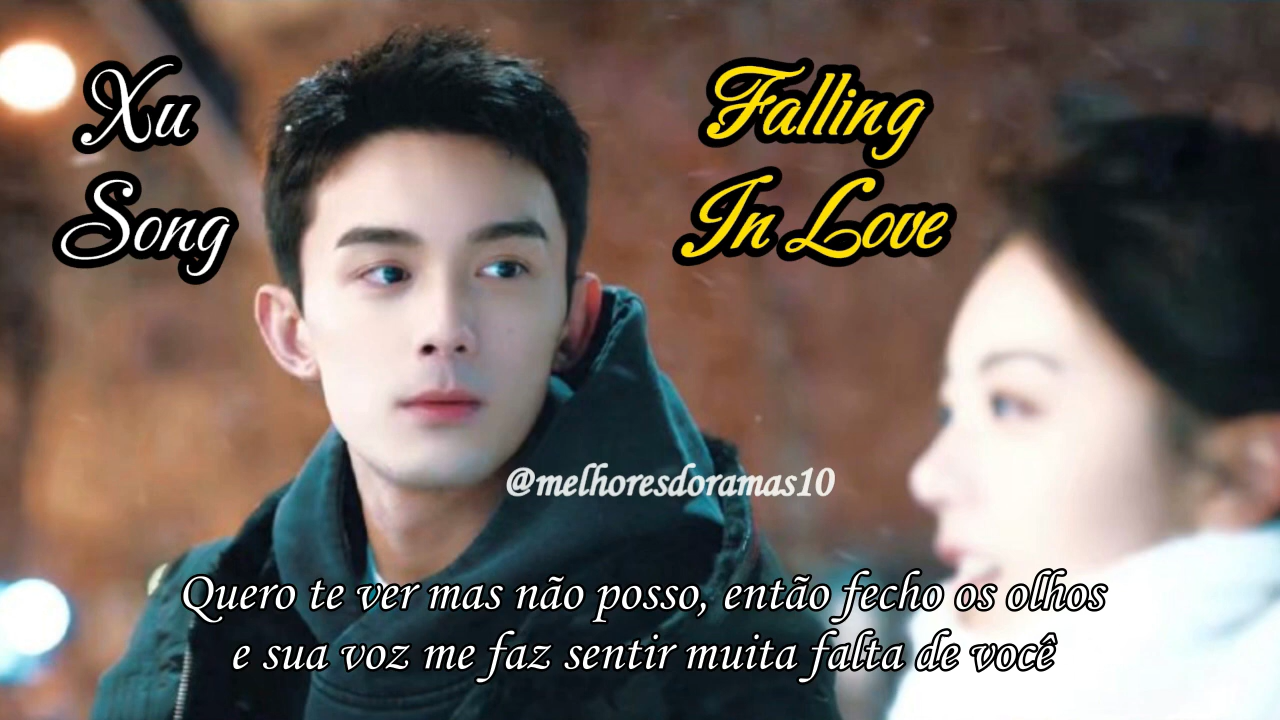 Xu
Song
Falling
In Love
@melhoresdoramas10
Quero te ver mas não posso, então fecho os olhos
e sua voz me faz sentir muita falta de você